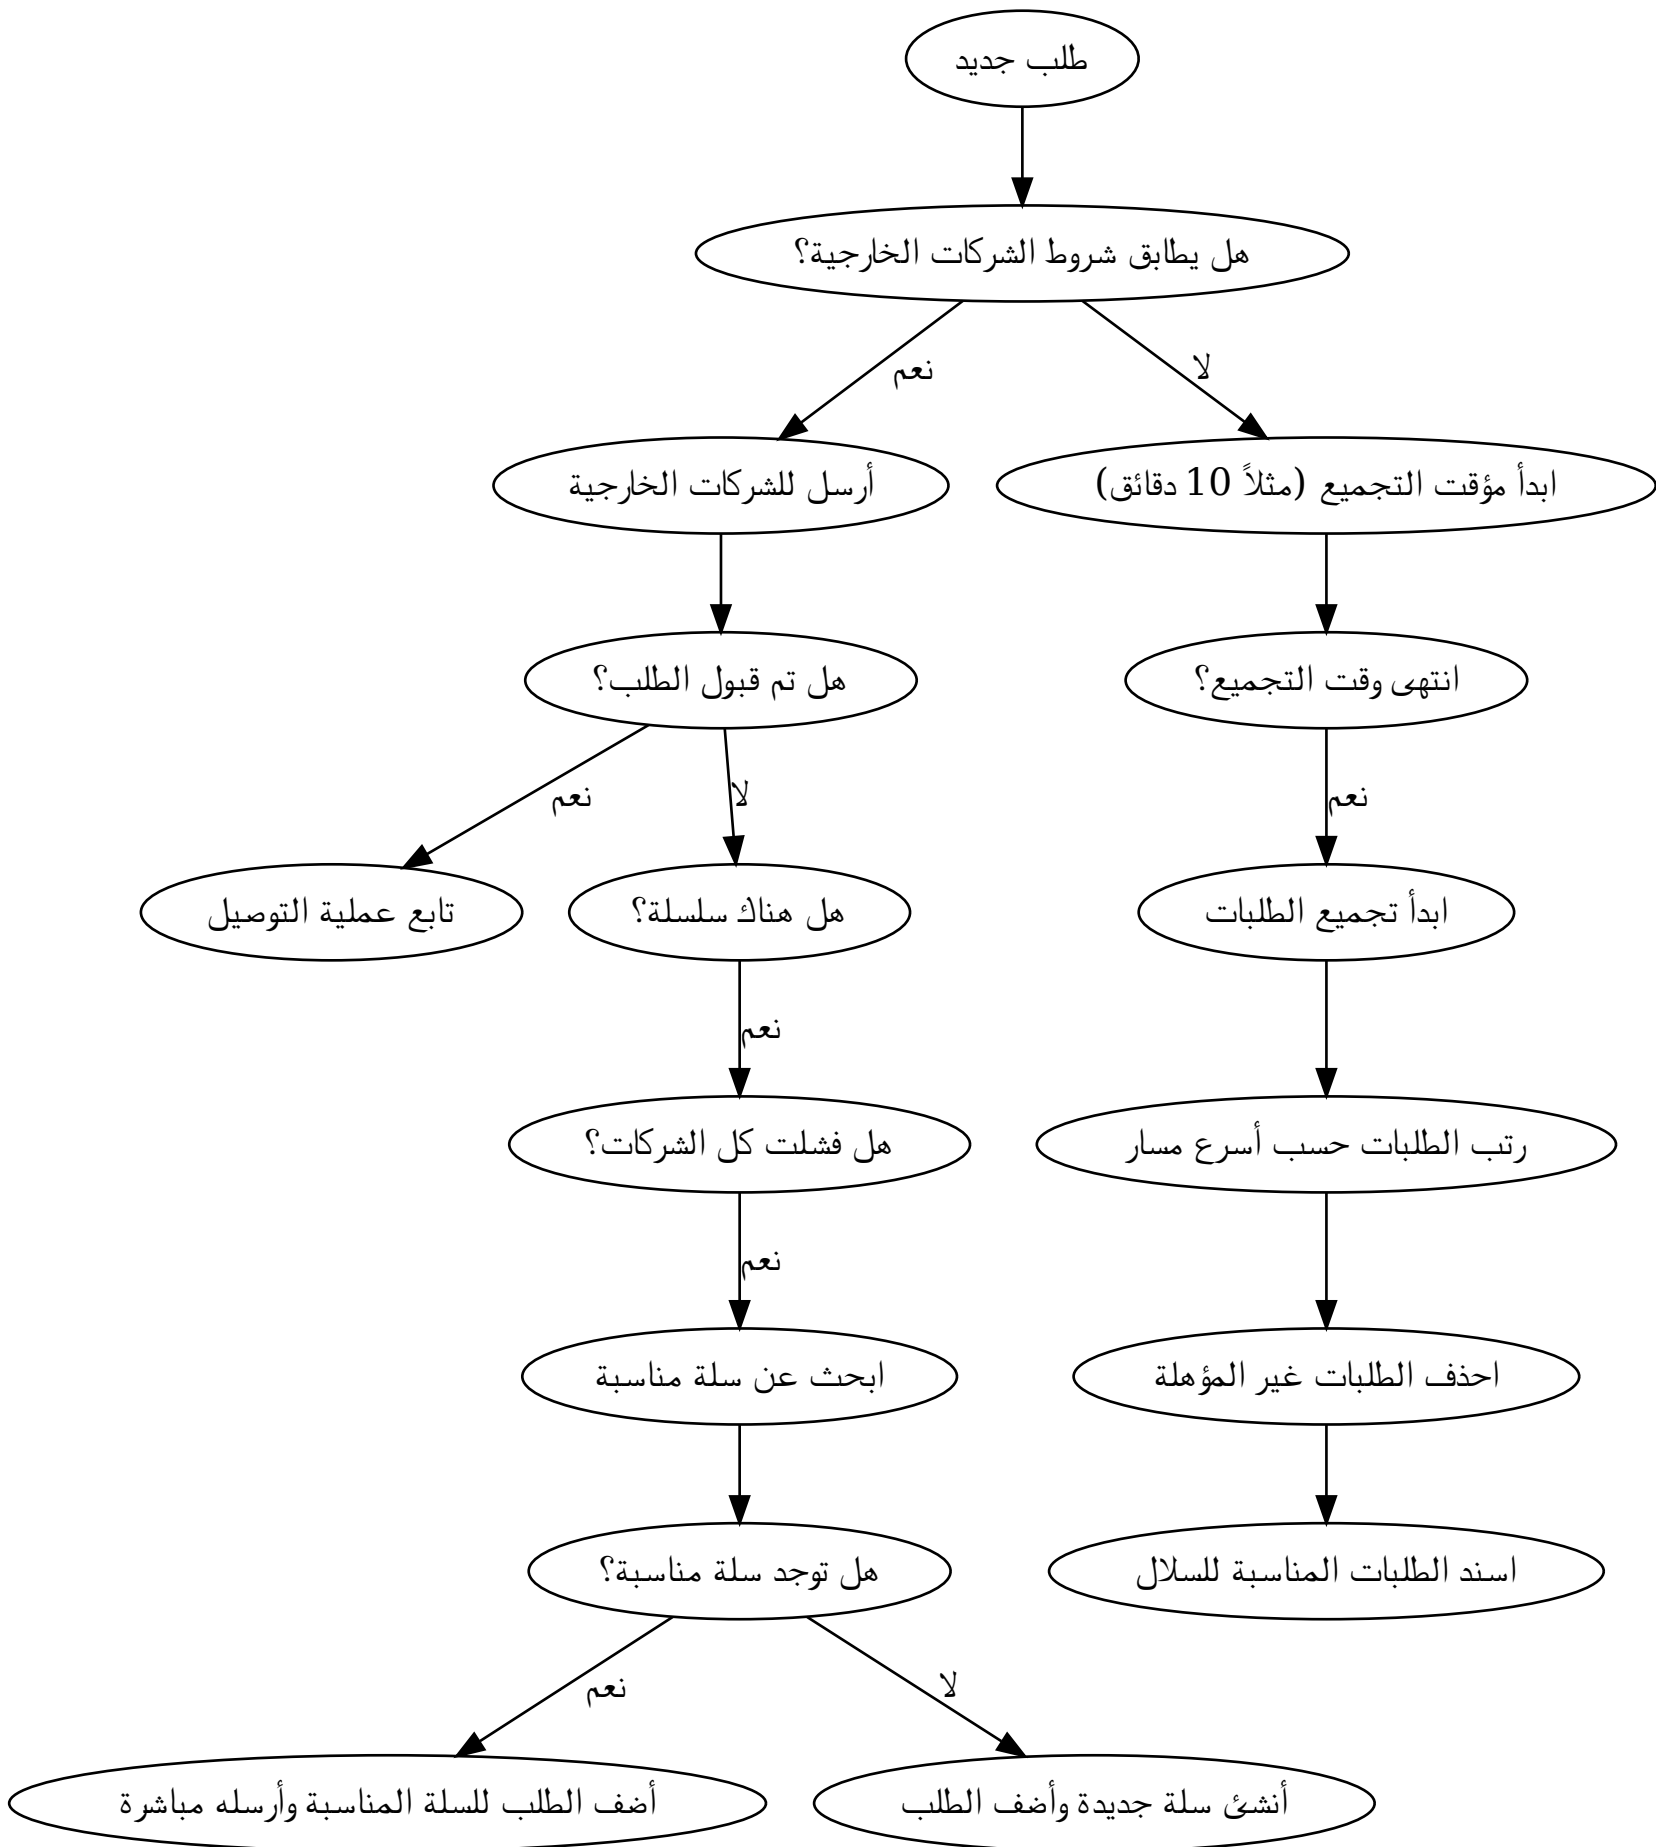 طلب جديد
هل يطابق شروط الشركات الخارجية؟
نعم
لا
أرسل للشركات الخارجية
ابدأ مؤقت التجميع (مثلاً 10 دقائق)
هل تم قبول الطلب؟
انتهى وقت التجميع؟
نعم
لا
نعم
تابع عملية التوصيل
هل هناك سلسلة؟
ابدأ تجميع الطلبات
نعم
هل فشلت كل الشركات؟
رتب الطلبات حسب أسرع مسار
نعم
ابحث عن سلة مناسبة
احذف الطلبات غير المؤهلة
هل توجد سلة مناسبة؟
اسند الطلبات المناسبة للسلال
نعم
لا
أضف الطلب للسلة المناسبة وأرسله مباشرة
أنشئ سلة جديدة وأضف الطلب